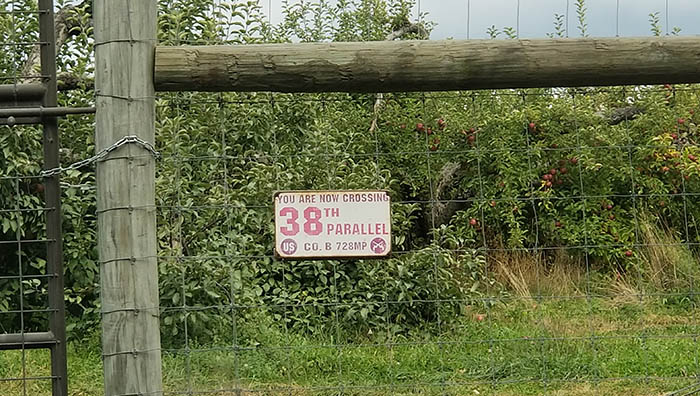 YOU ARE NOW CROSSING
38TH PARALLEL
US CO. B 728MP